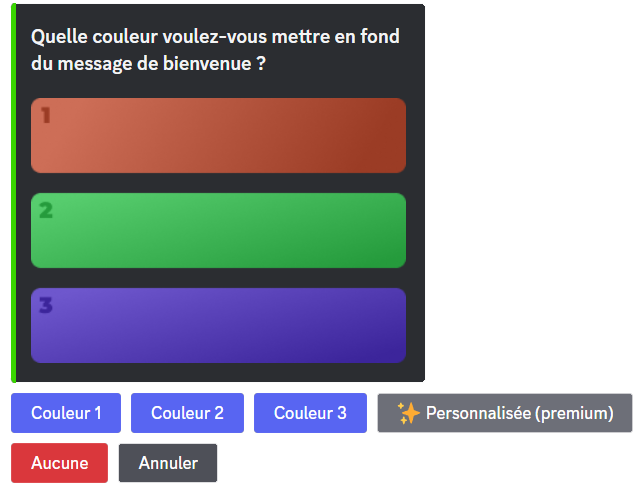 Quelle couleur voulez-vous mettre en fond
du message de bienvenue ?
1
2
3
Couleur 1
Couleur 2
Couleur 3
✨ Personnalisée (premium)
Aucune
Annuler